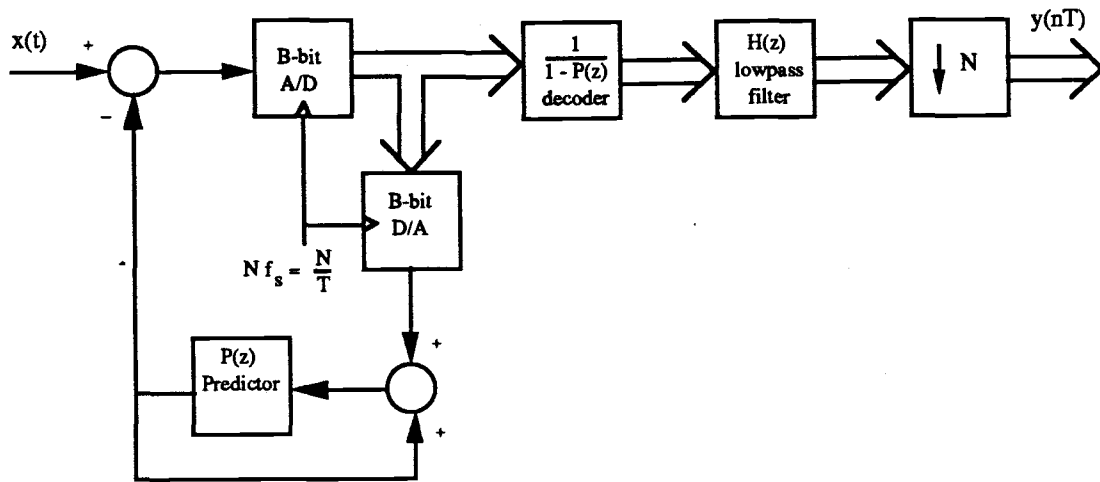 x(t)
+
−
B-bit
A/D
1
1 - P(z)
decoder
H(z)
lowpass
filter
↓ N
y(nT)
B-bit
D/A
N f_s = N/T
+
P(z)
Predictor
+